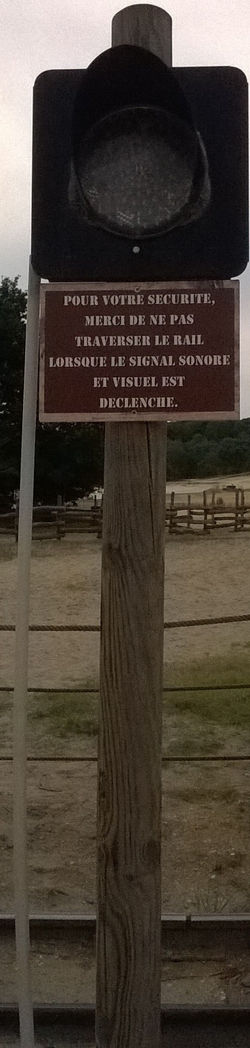 POUR VOTRE SECURITE,
MERCI DE NE PAS
TRAVERSER LE RAIL
LORSQUE LE SIGNAL SONORE
ET VISUEL EST
DECLENCHE.